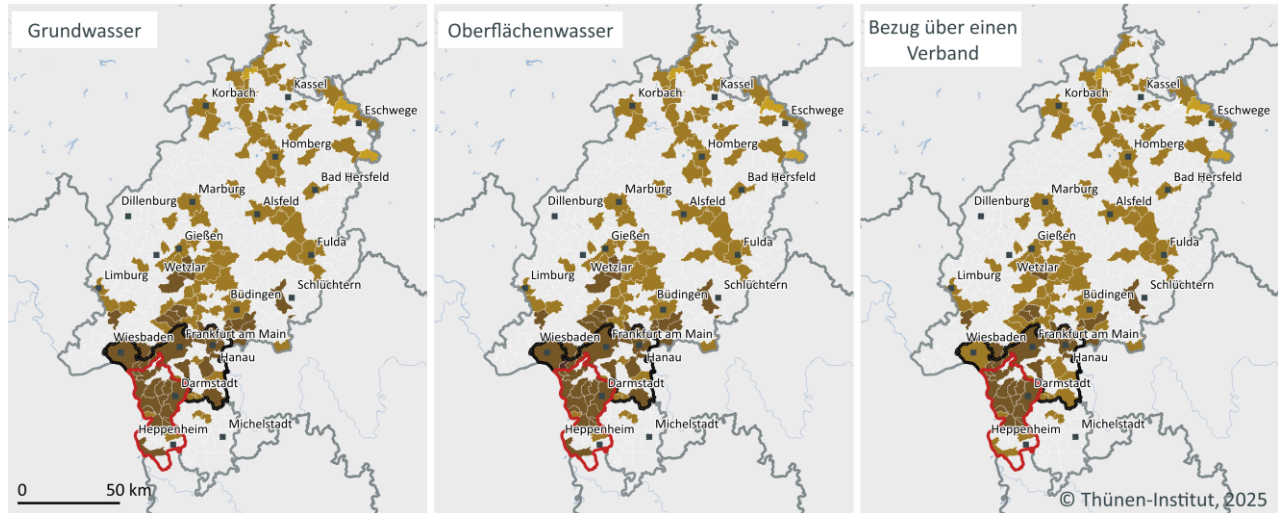 Grundwasser
Kassel
Korbach
Eschwege
Homberg
Bad Hersfeld
Marburg
Dillenburg
Alsfeld
Gießen
Fulda
Wetzlar
Limburg
Schlüchtern
Büdingen
Wiesbaden
Frankfurt am Main
Hanau
Darmstadt
Heppenheim
Michelstadt
0 50 km
Oberflächenwasser
Kassel
Korbach
Eschwege
Homberg
Bad Hersfeld
Marburg
Dillenburg
Alsfeld
Gießen
Fulda
Wetzlar
Limburg
Schlüchtern
Büdingen
Wiesbaden
Frankfurt am Main
Hanau
Darmstadt
Heppenheim
Michelstadt
Bezug über einen
Verband
Kassel
Korbach
Eschwege
Homberg
Bad Hersfeld
Marburg
Dillenburg
Alsfeld
Gießen
Fulda
Wetzlar
Limburg
Schlüchtern
Büdingen
Wiesbaden
Frankfurt am Main
Hanau
Darmstadt
Heppenheim
Michelstadt
© Thünen-Institut, 2025